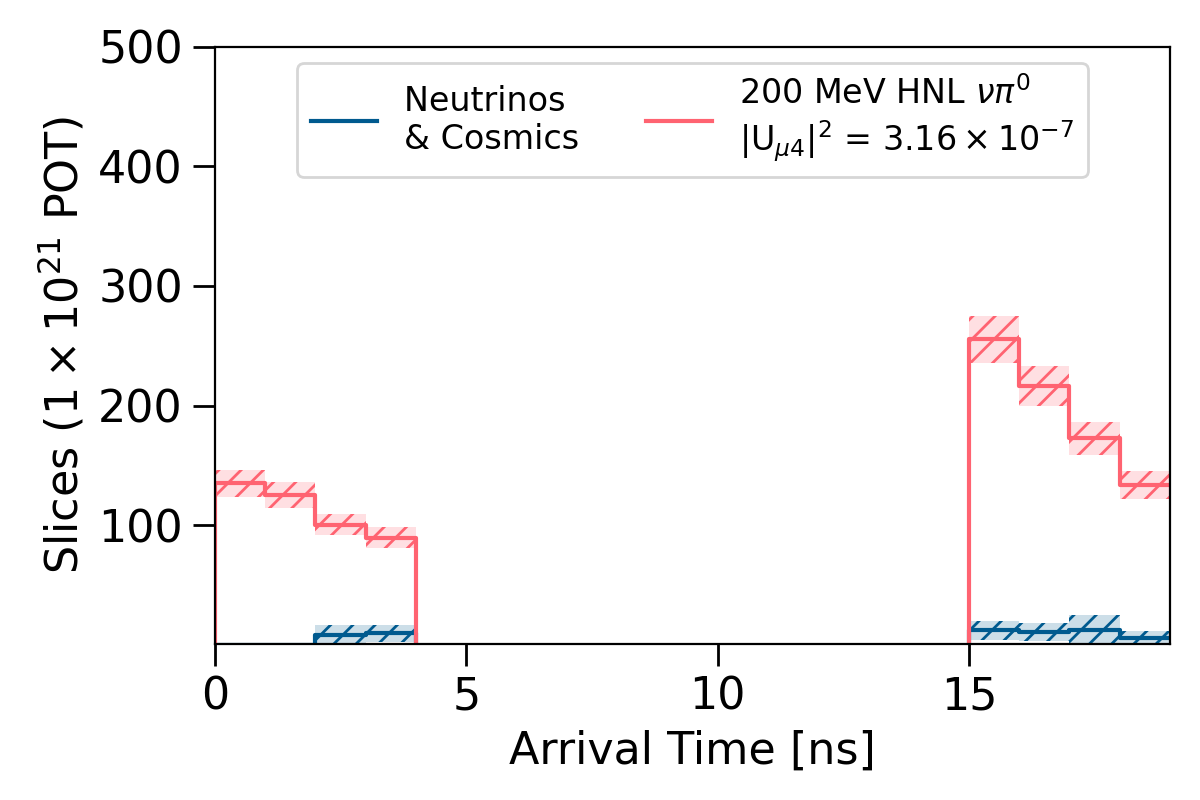 500
400
300
200
100
Slices (1 × 10²¹ POT)
Neutrinos
& Cosmics
200 MeV HNL νπ⁰
|U_μ4|² = 3.16 × 10⁻⁷
0 5 10 15
Arrival Time [ns]